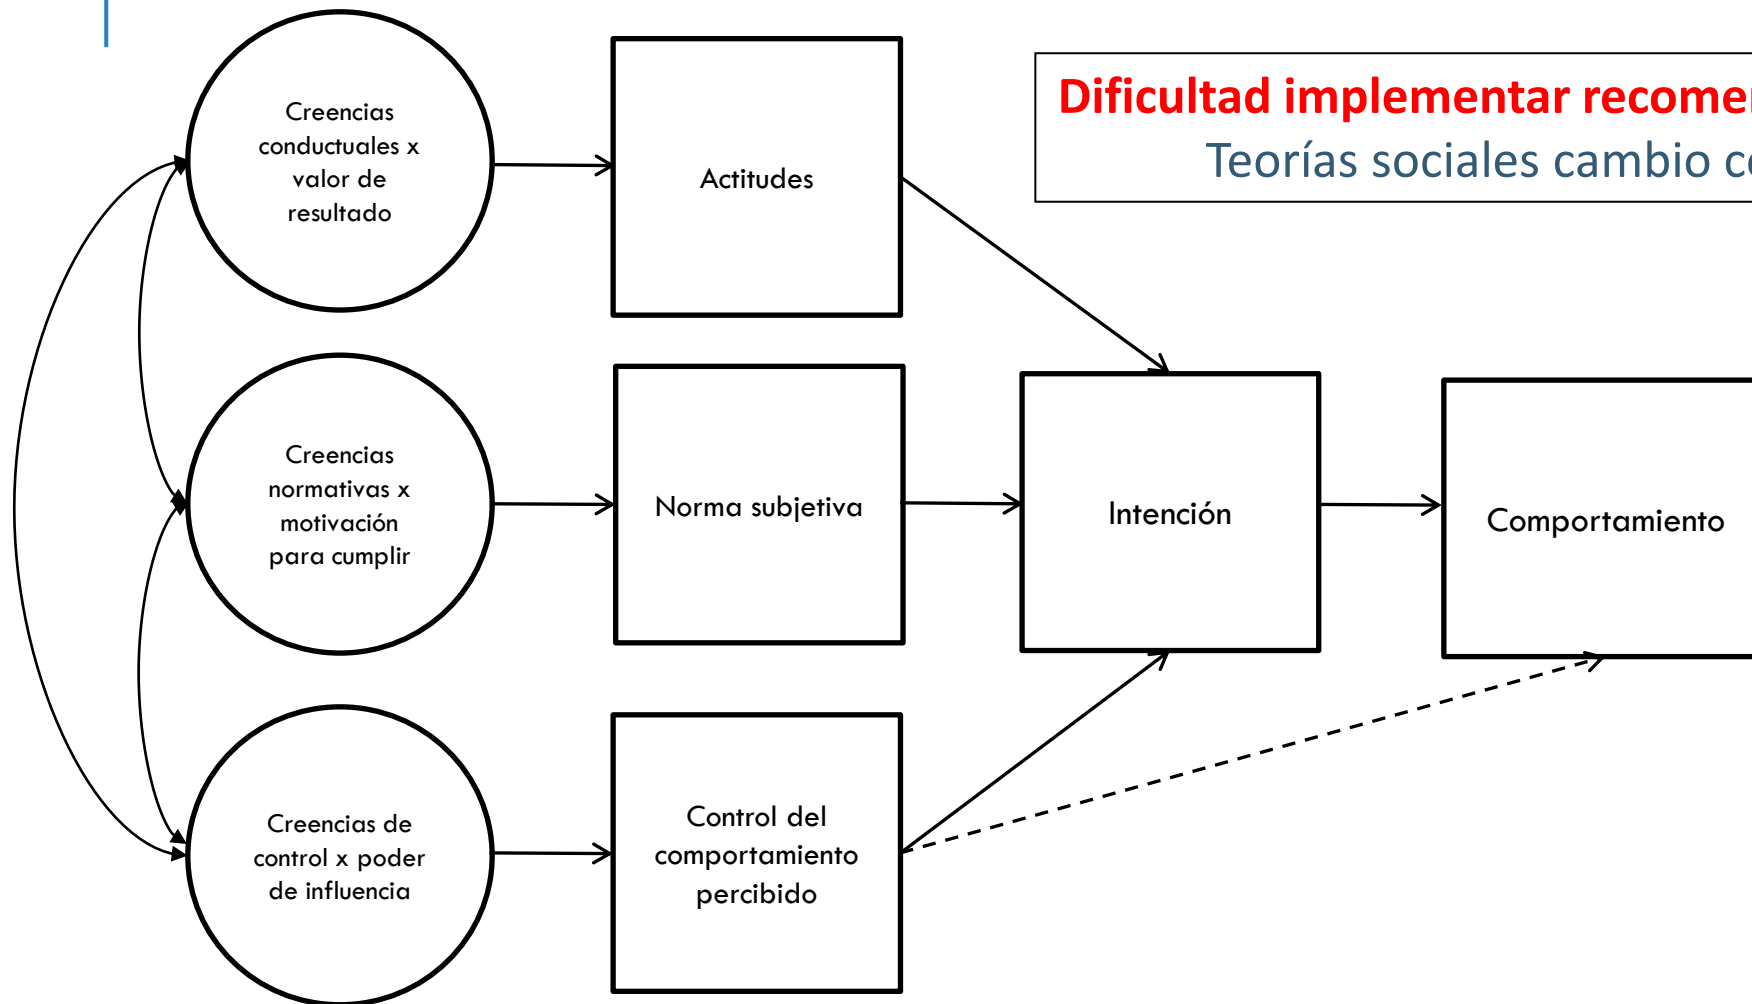 Creencias
conductuales x
valor de
resultado
Actitudes
Dificultad implementar
Teorías sociales cambio
Creencias
normativas x
motivación
para cumplir
Norma subjetiva
Intención
Comportamiento
Creencias de
control x poder
de influencia
Control del
comportamiento
percibido